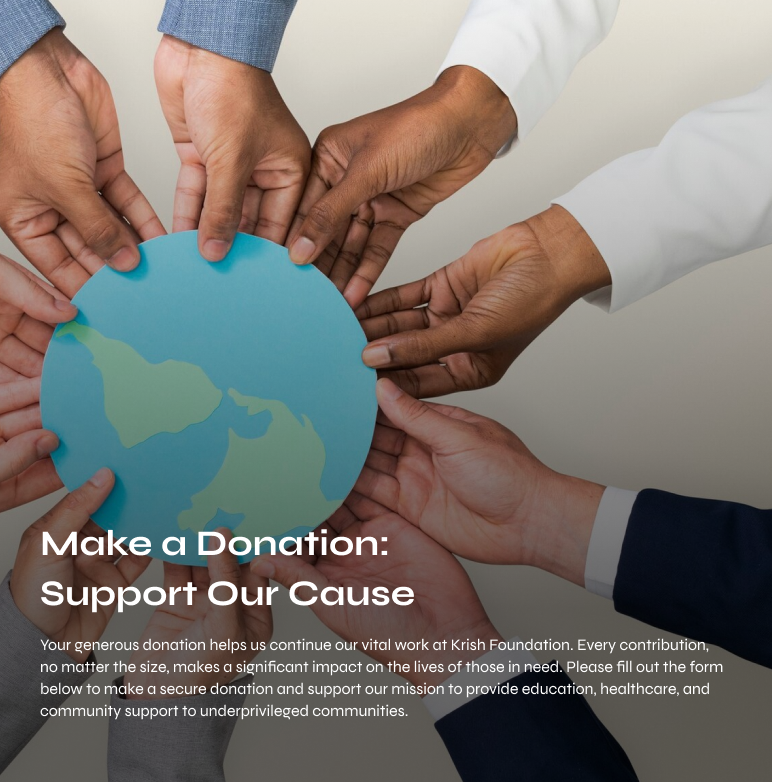 Make a Donation:
Support Our Cause
Your generous donation helps us continue our vital work at Krish Foundation. Every contribution,
no matter the size, makes a significant impact on the lives of those in need. Please fill out the form
below to make a secure donation and support our mission to provide education, healthcare, and
community support to underprivileged communities.